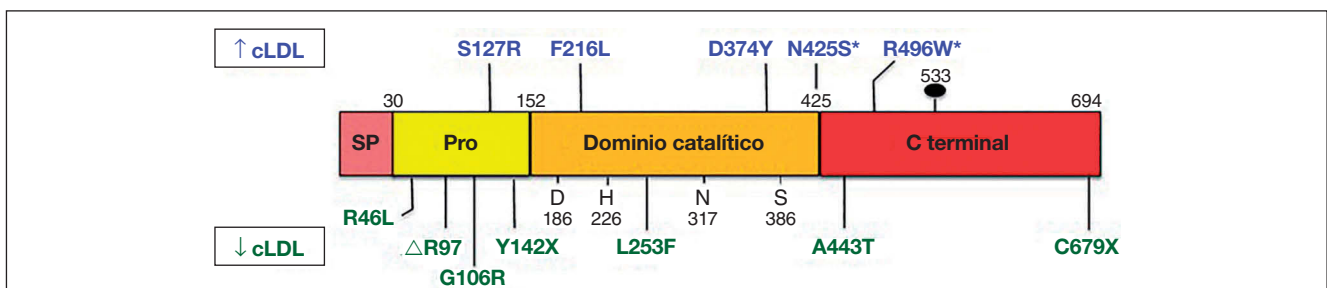 ↑ cLDL
S127R F216L D374Y N425S* R496W*
533
30 152 425 694
SP Pro Dominio catalítico C terminal
D H N S
186 226 317 386
R46L
↓ cLDL
△R97 Y142X L253F A443T C679X
G106R